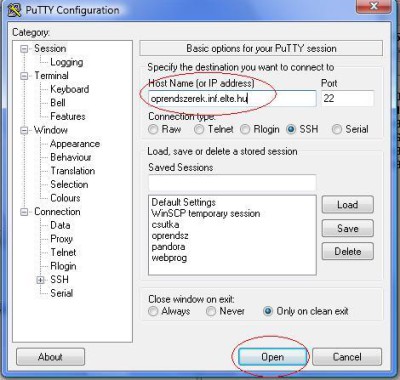 PuTTY Configuration
Category:
Session
Logging
Terminal
Keyboard
Bell
Features
Window
Appearance
Behaviour
Translation
Selection
Colours
Connection
Data
Proxy
Telnet
Rlogin
SSH
Serial
Basic options for your PuTTY session
Specify the destination you want to connect to
Host Name (or IP address)
Port
oprendszerek.inf.elte.hu
22
Connection type:
Raw
Telnet
Rlogin
SSH
Serial
Load, save or delete a stored session
Saved Sessions
Default Settings
WinSCP temporary session
csutka
oprendsz
pandora
webprog
Load
Save
Delete
Close window on exit:
Always
Never
Only on clean exit
About
Open
Cancel